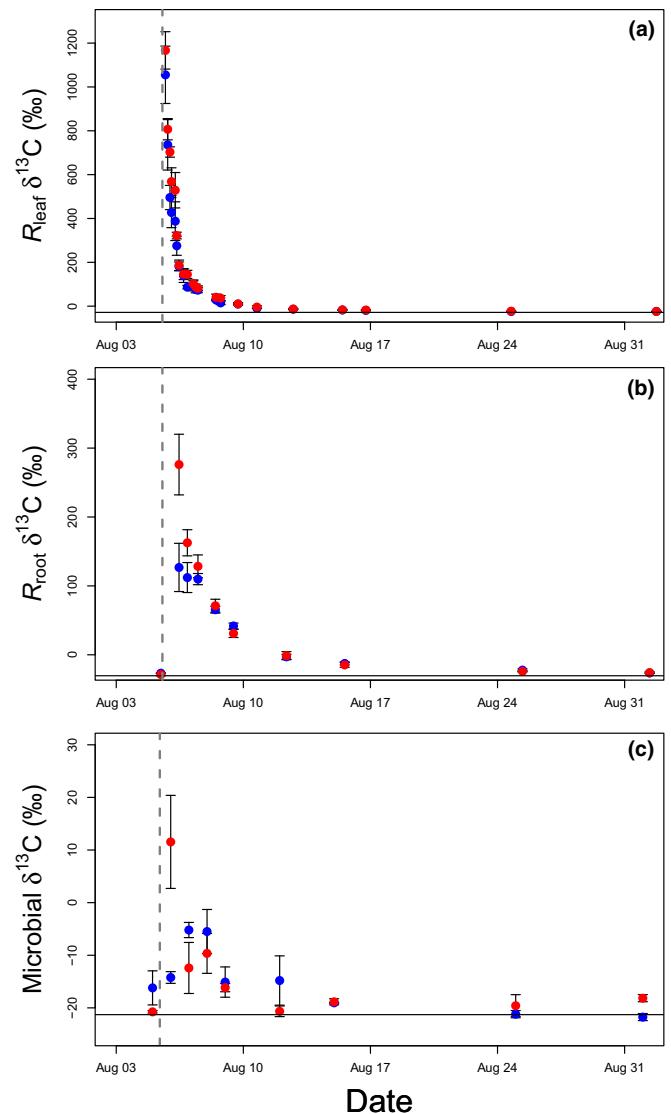 (a)
R leaf δ13C (‰)
1200
1000
800
600
400
200
0
Aug 03 Aug 10 Aug 17 Aug 24 Aug 31
(b)
R root δ13C (‰)
400
300
200
100
0
Aug 03 Aug 10 Aug 17 Aug 24 Aug 31
(c)
Microbial δ13C (‰)
30
20
10
0
−10
−20
Aug 03 Aug 10 Aug 17 Aug 24 Aug 31
Date